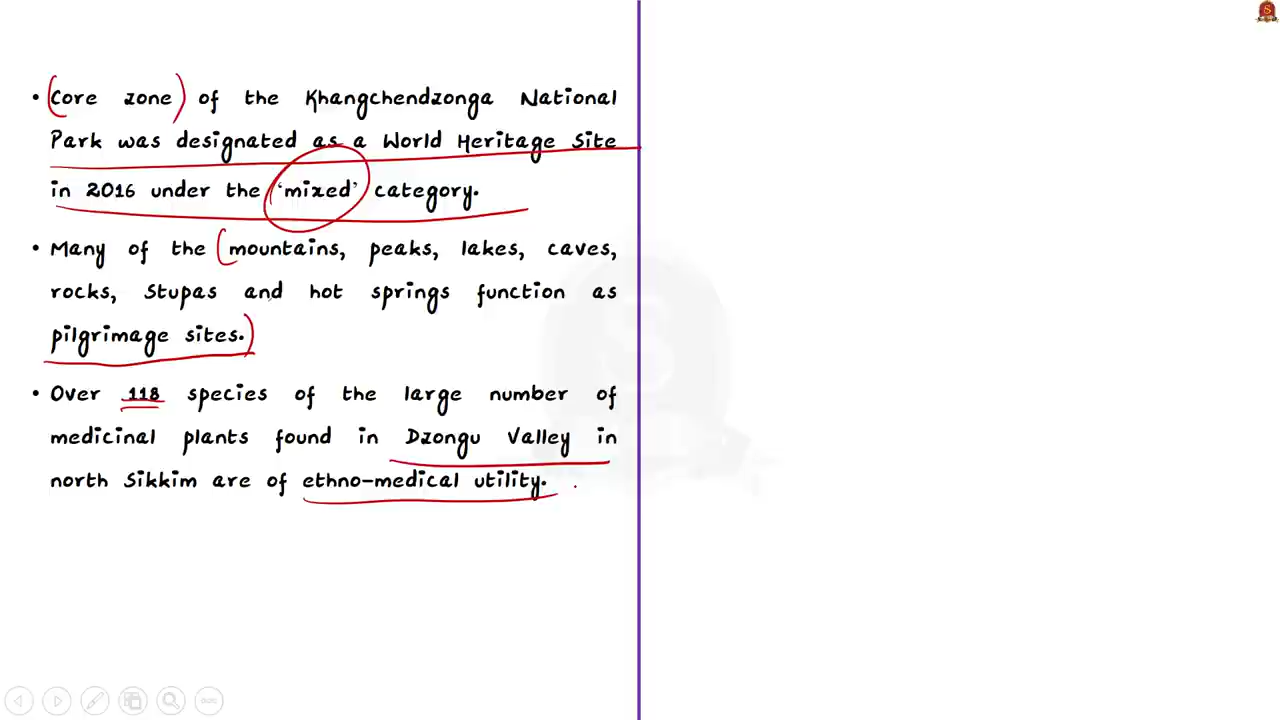 • Core zone of the Khangchendzonga National
Park was designated as a World Heritage Site
in 2016 under the 'mixed' category.
• Many of the mountains, peaks, lakes, caves,
rocks, Stupas and hot springs function as
pilgrimage sites.
• Over 118 species of the large number of
medicinal plants found in Dzongu Valley in
north Sikkim are of ethno-medical utility.